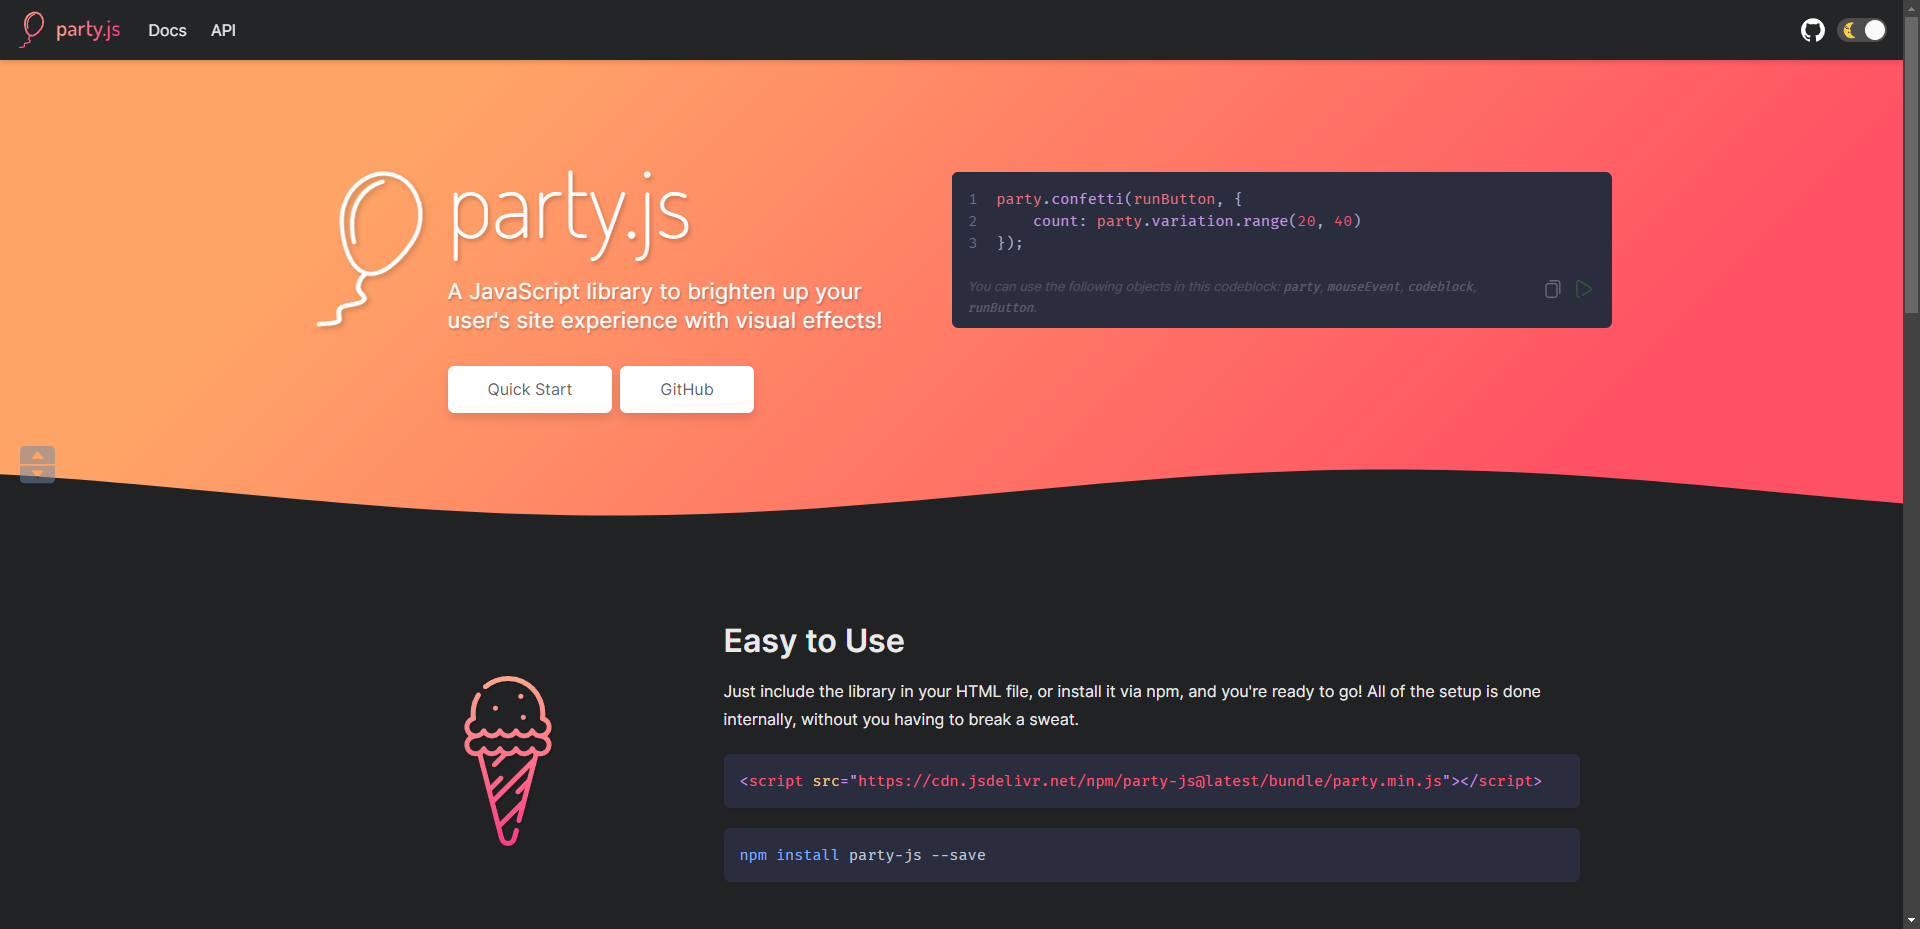 party.js
Docs
API
party.js
A JavaScript library to brighten up your
user's site experience with visual effects!
Quick Start
GitHub
1 party.confetti(runButton, {
2     count: party.variation.range(20, 40)
3 });
You can use the following objects in this codeblock: party, mouseEvent, codeblock,
runButton.
Easy to Use
Just include the library in your HTML file, or install it via npm, and you're ready to go! All of the setup is done
internally, without you having to break a sweat.
<script src="https://cdn.jsdelivr.net/npm/party-js@latest/bundle/party.min.js"></script>
npm install party-js --save